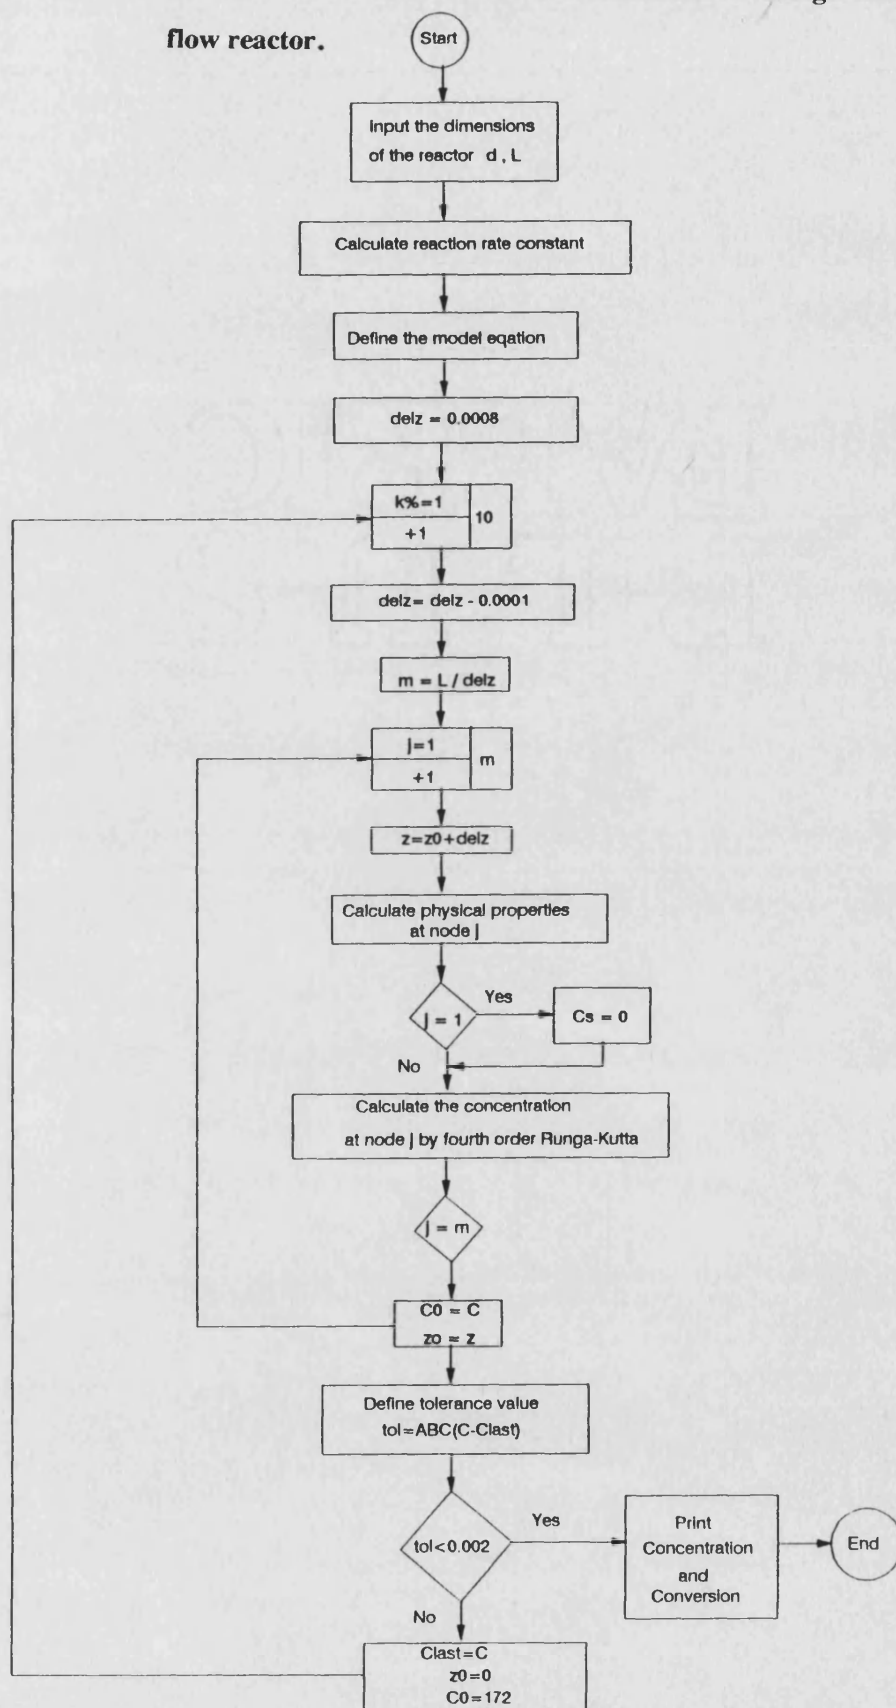 flow reactor.
Start
Input the dimensions
of the reactor d , L
Calculate reaction rate constant
Define the model eqation
delz = 0.0008
k%=1
10
+1
delz= delz - 0.0001
m = L / delz
j=1
m
+1
z=z0+delz
Calculate physical properties
at node j
Yes
j = 1
Cs = 0
No
Calculate the concentration
at node j by fourth order Runga-Kutta
j = m
C0 = C
zo = z
Define tolerance value
tol=ABC(C-Clast)
Yes
tol<0.002
Print
Concentration
and
Conversion
End
No
Clast=C
z0=0
C0=172